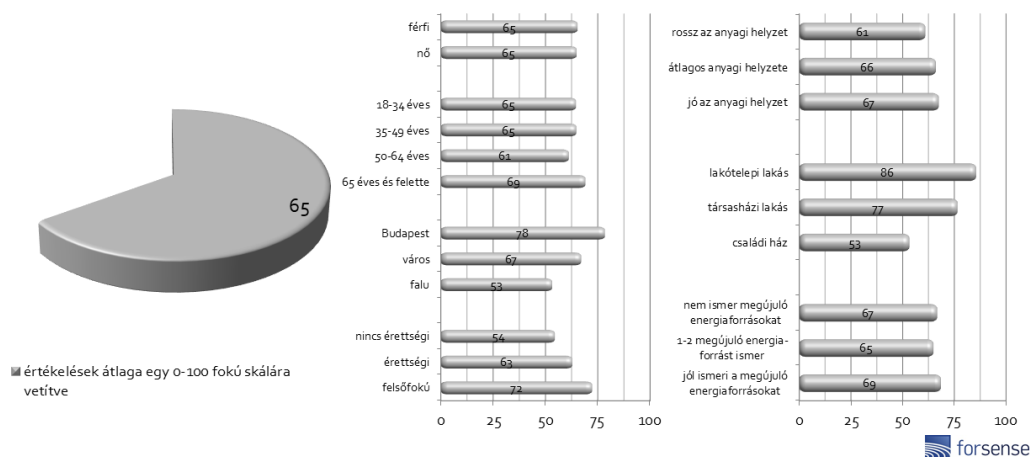 65
értékelések átlaga egy 0-100 fokú skálára
vetítve
férfi 65
nő 65
18-34 éves 65
35-49 éves 65
50-64 éves 61
65 éves és felette 69
Budapest 78
város 67
falu 53
nincs érettségi 54
érettségi 63
felsőfokú 72
0 25 50 75 100
rossz az anyagi helyzet 61
átlagos anyagi helyzete 66
jó az anyagi helyzet 67
lakótelepi lakás 86
társasházi lakás 77
családi ház 53
nem ismer megújuló
energiaforrásokat 67
1-2 megújuló energia-
forrást ismer 65
jól ismeri a megújuló
energiaforrásokat 69
0 25 50 75 100
forsense